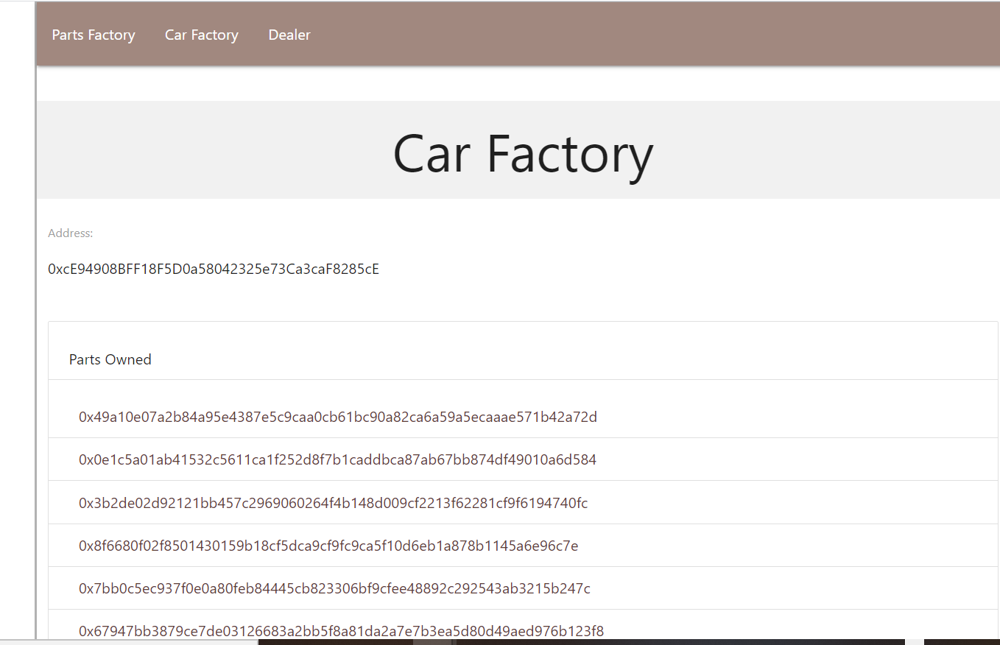 Parts Factory Car Factory Dealer
Car Factory
Address:
0xcE94908BFF18F5D0a58042325e73Ca3caF8285cE
Parts Owned
0x49a10e07a2b84a95e4387e5c9caa0cb61bc90a82ca6a59a5ecaaae571b42a72d
0x0e1c5a01ab41532c5611ca1f252d8f7b1caddbca87ab67bb874df49010a6d584
0x3b2de02d92121bb457c2969060264f4b148d009cf2213f62281cf9f6194740fc
0x8f6680f02f8501430159b18cf5dca9cf9fc9ca5f10d6eb1a878b1145a6e96c7e
0x7bb0c5ec937f0e0a80feb84445cb823306bf9cfee48892c292543ab3215b247c
0x67947bb3879ce7de03126683a2bb5f8a81da2a7e7b3ea5d80d49aed976b123f8